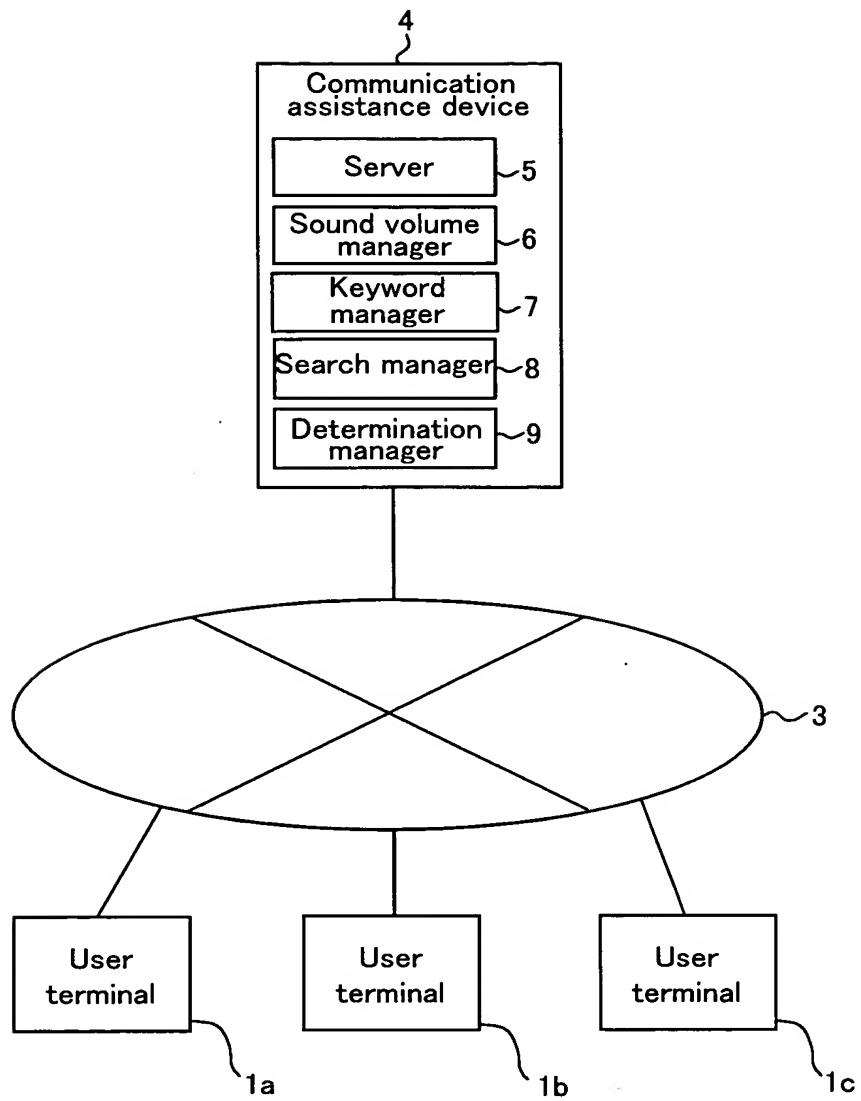 4
Communication
assistance device
Server
5
Sound volume
manager
6
Keyword
manager
7
Search manager
8
Determination
manager
9
3
User
terminal
User
terminal
User
terminal
1a
1b
1c